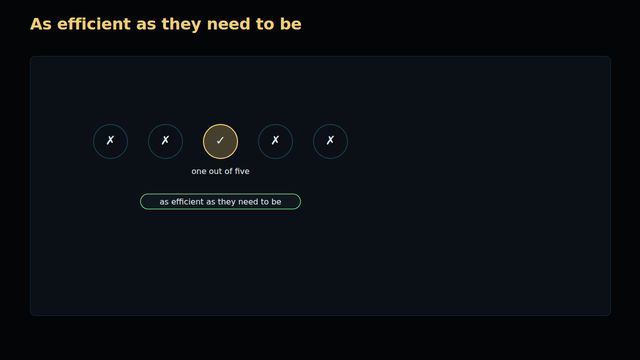 As efficient as they need to be
✗ ✗ ✓ ✗ ✗
one out of five
as efficient as they need to be